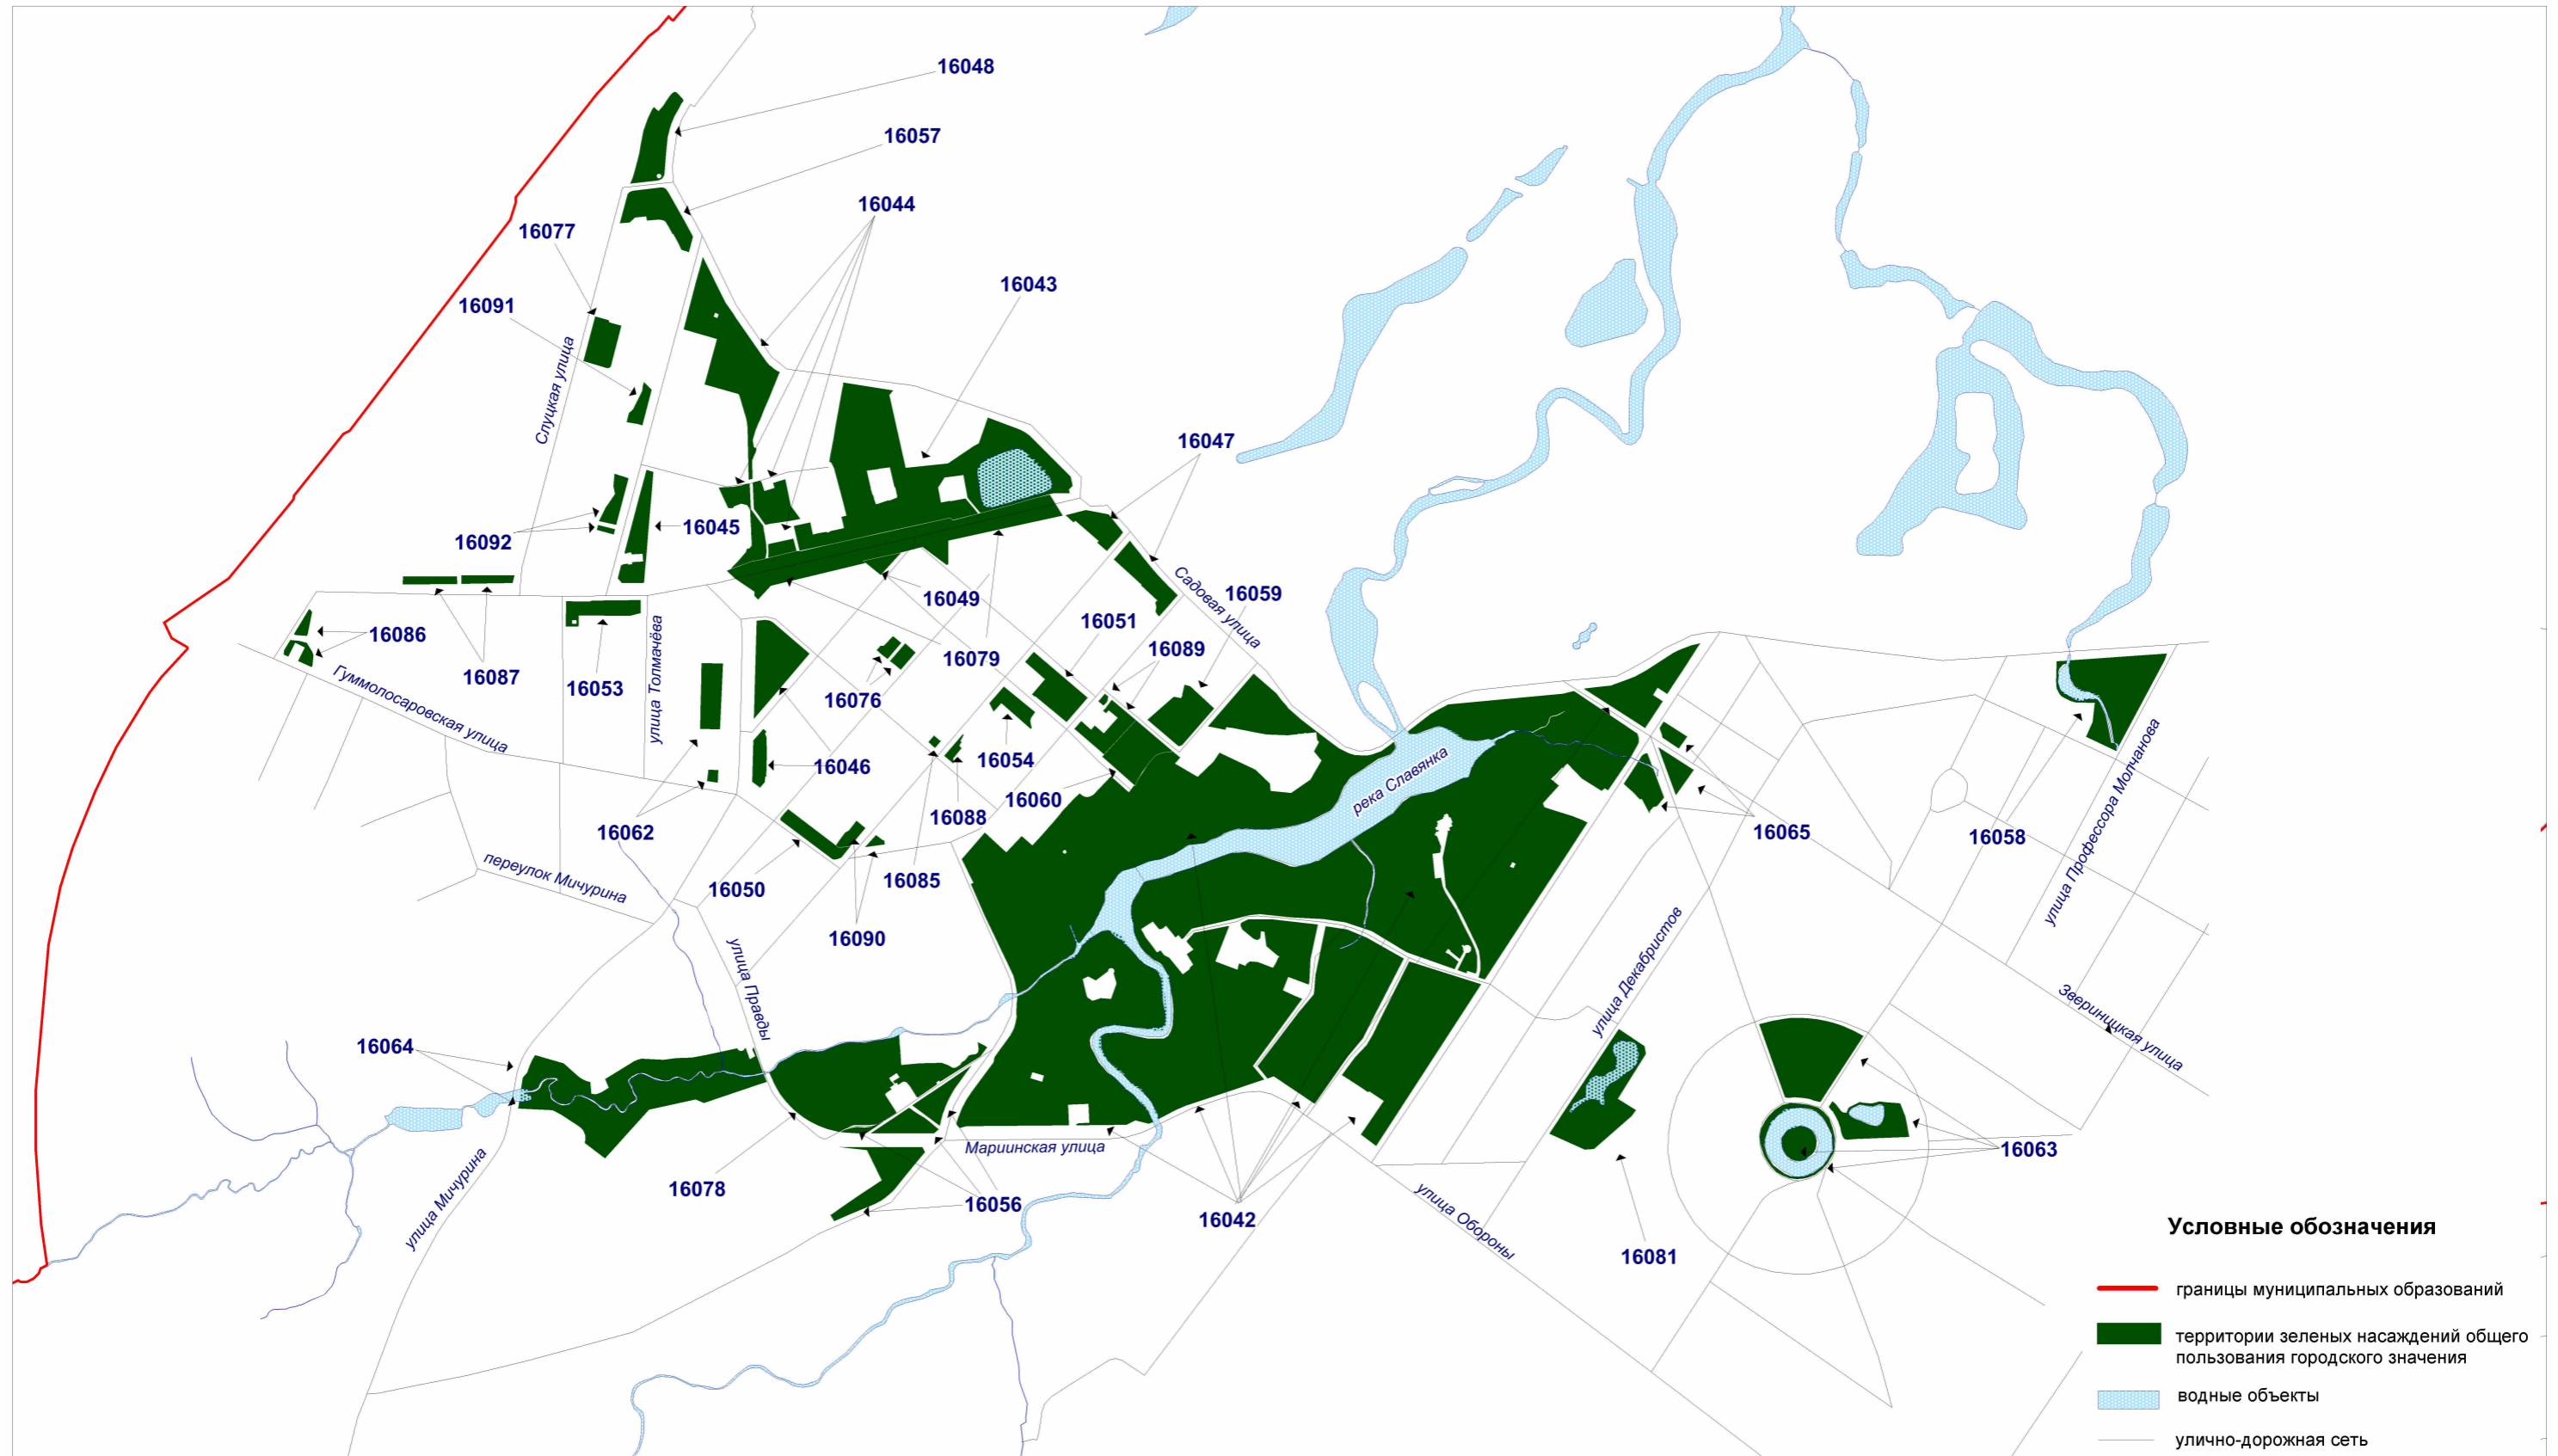 16048
16057
16044
16077
16043
16091
Слуцкая улица
16047
16045
16092
Садовая улица
16059
16049
16051
16086
улица Толмачёва
16089
16079
16087
16053
16076
Гуммолосаровская улица
16054
16046
река Славянка
16060
16088
16062
16065
16058
улица Профессора Молчанова
переулок Мичурина
16050
16085
16090
улица Правды
улица Декабристов
Звериницкая улица
16064
Мариинская улица
16063
16078
улица Мичурина
16056
16042
улица Обороны
16081
Условные обозначения
границы муниципальных образований
территории зеленых насаждений общего
пользования городского значения
водные объекты
улично-дорожная сеть